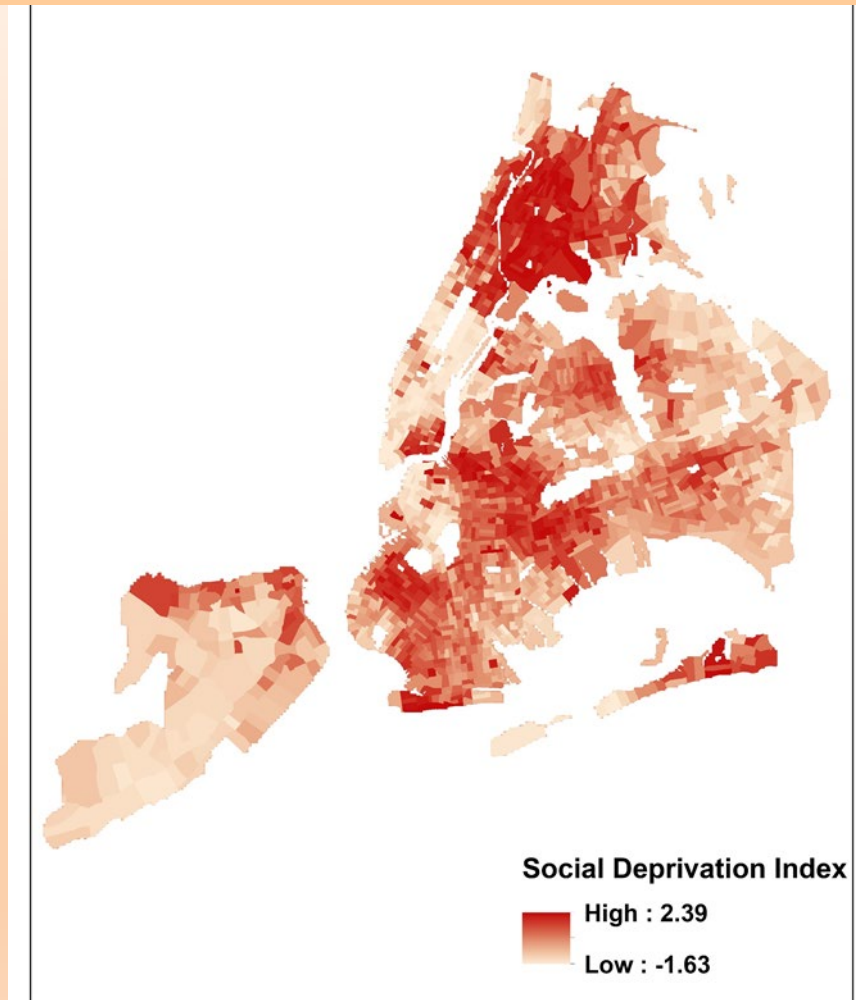 Social Deprivation Index
High : 2.39
Low : -1.63